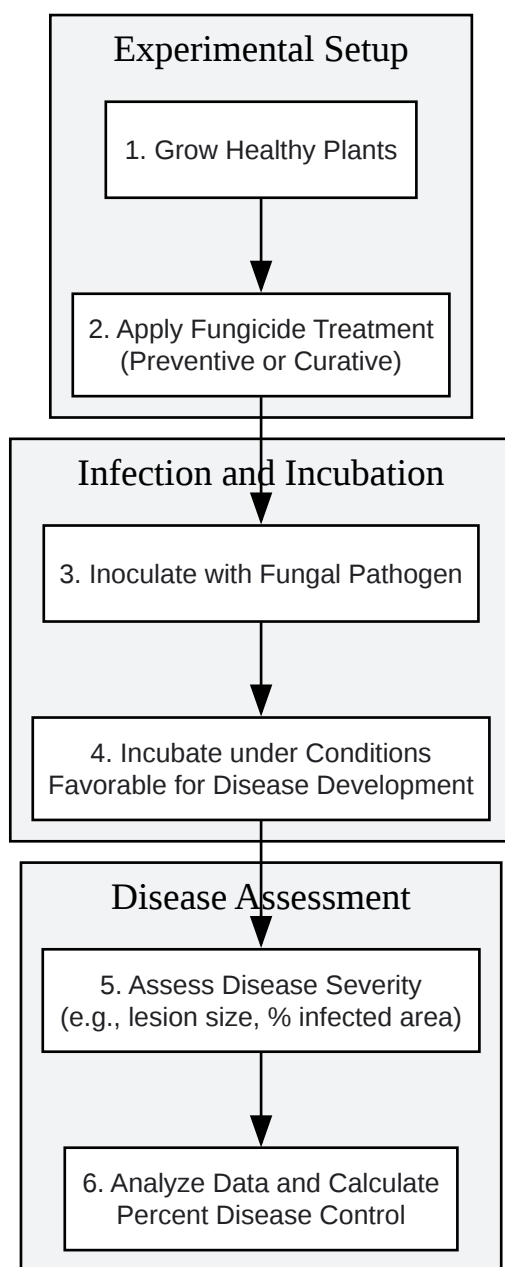 Experimental Setup
1. Grow Healthy Plants
2. Apply Fungicide Treatment
(Preventive or Curative)
Infection and Incubation
3. Inoculate with Fungal Pathogen
4. Incubate under Conditions
Favorable for Disease Development
Disease Assessment
5. Assess Disease Severity
(e.g., lesion size, % infected area)
6. Analyze Data and Calculate
Percent Disease Control